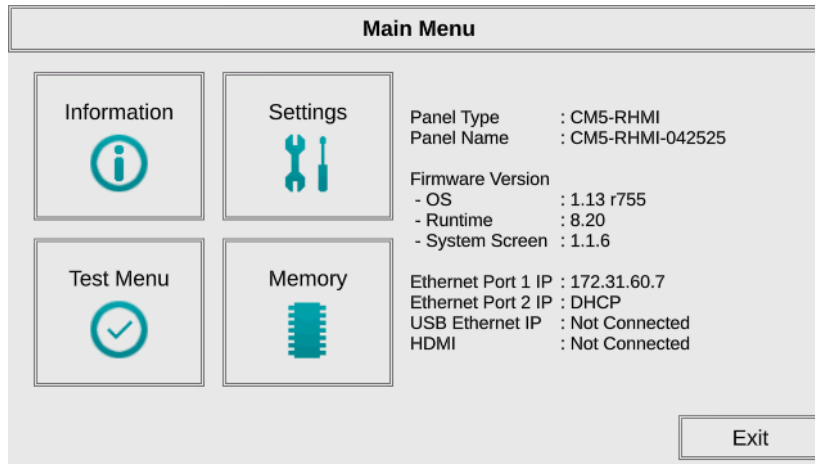 Main Menu
Information
Settings
Test Menu
Memory
Panel Type : CM5-RHMI
Panel Name : CM5-RHMI-042525
Firmware Version
- OS : 1.13 r755
- Runtime : 8.20
- System Screen : 1.1.6
Ethernet Port 1 IP : 172.31.60.7
Ethernet Port 2 IP : DHCP
USB Ethernet IP : Not Connected
HDMI : Not Connected
Exit